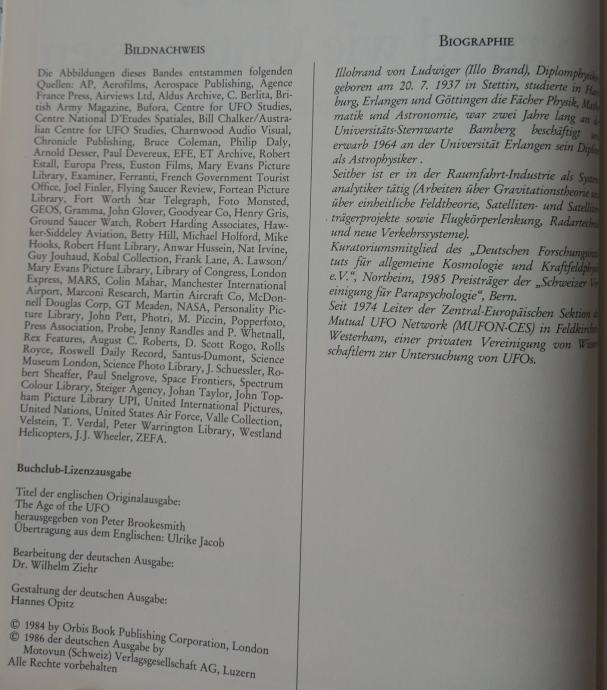 BILDNACHWEIS
Die Abbildungen dieses Bandes entstammen folgenden
Quellen: AP, Aerofilms, Aerospace Publishing, Agence
France Press, Airviews Ltd, Aldus Archive, C. Berlita, Bri-
tish Army Magazine, Bufora, Centre for UFO Studies,
Centre National D'Etudes Spatiales, Bill Chalker/Austra-
lian Centre for UFO Studies, Charnwood Audio Visual,
Chronicle Publishing, Bruce Coleman, Philip Daly,
Arnold Desser, Paul Devereux, EFE, ET Archive, Robert
Estall, Europa Press, Euston Films, Mary Evans Picture
Library, Examiner, Ferranti, French Government Tourist
Office, Joel Finler, Flying Saucer Review, Fortean Picture
Library, Fort Worth Star Telegraph, Foto Monsted,
GEOS, Gramma, John Glover, Goodyear Co, Henry Gris,
Ground Saucer Watch, Robert Harding Associates, Haw-
ker-Siddeley Aviation, Betty Hill, Michael Holford, Mike
Hooks, Robert Hunt Library, Anwar Hussein, Nat Irvine,
Guy Jouhaud, Kobal Collection, Frank Lane, A. Lawson/
Mary Evans Picture Library, Library of Congress, London
Express, MARS, Colin Mahar, Manchester International
Airport, Marconi Research, Martin Aircraft Co, McDon-
nell Douglas Corp, GT Meaden, NASA, Personality Pic-
ture Library, John Pett, Photri, M. Piccin, Popperfoto,
Press Association, Probe, Jenny Randles and P. Whetnall,
Rex Features, August C. Roberts, D. Scott Rogo, Rolls
Royce, Roswell Daily Record, Santus-Dumont, Science
Museum London, Science Photo Library, J. Schuessler, Ro-
bert Sheaffer, Paul Snelgrove, Space Frontiers, Spectrum
Colour Library, Steiger Agency, Johan Taylor, John Top-
ham Picture Library UPI, United International Pictures,
United Nations, United States Air Force, Valle Collection,
Velstein, T. Verdal, Peter Warrington Library, Westland
Helicopters, J.J. Wheeler, ZEFA.
Buchclub-Lizenzausgabe
Titel der englischen Originalausgabe:
The Age of the UFO
herausgegeben von Peter Brookesmith
Übertragung aus dem Englischen: Ulrike Jacob
Bearbeitung der deutschen Ausgabe:
Dr. Wilhelm Ziehr
Gestaltung der deutschen Ausgabe:
Hannes Opitz
© 1984 by Orbis Book Publishing Corporation, London
© 1986 der deutschen Ausgabe by
Motovun (Schweiz) Verlagsgesellschaft AG, Luzern
Alle Rechte vorbehalten
BIOGRAPHIE
Illobrand von Ludwiger (Illo Brand),
geboren am 20. 7. 1937 in Stettin, studierte in
burg, Erlangen und Göttingen die Fächer Physik,
matik und Astronomie, war zwei Jahre lang an
Universitäts-Sternwarte Bamberg
erwarb 1964 an der Universität Erlangen sein
als Astrophysiker.
Seither ist er in der Raumfahrt-Industrie als
analytiker tätig (Arbeiten über Gravitationstheorie
über einheitliche Feldtheorie, Satelliten- und
trägerprojekte sowie Flugkörperlenkung,
und neue Verkehrssysteme).
Kuratoriumsmitglied des „Deutschen
tuts für allgemeine Kosmologie und
e.V.“, Northeim, 1985 Preisträger der „Schweizer
einigung für Parapsychologie“, Bern.
Seit 1974 Leiter der Zentral-Europäischen Sektion
Mutual UFO Network (MUFON-CES) in
Westerham, einer privaten Vereinigung von
schaftlern zur Untersuchung von UFOs.